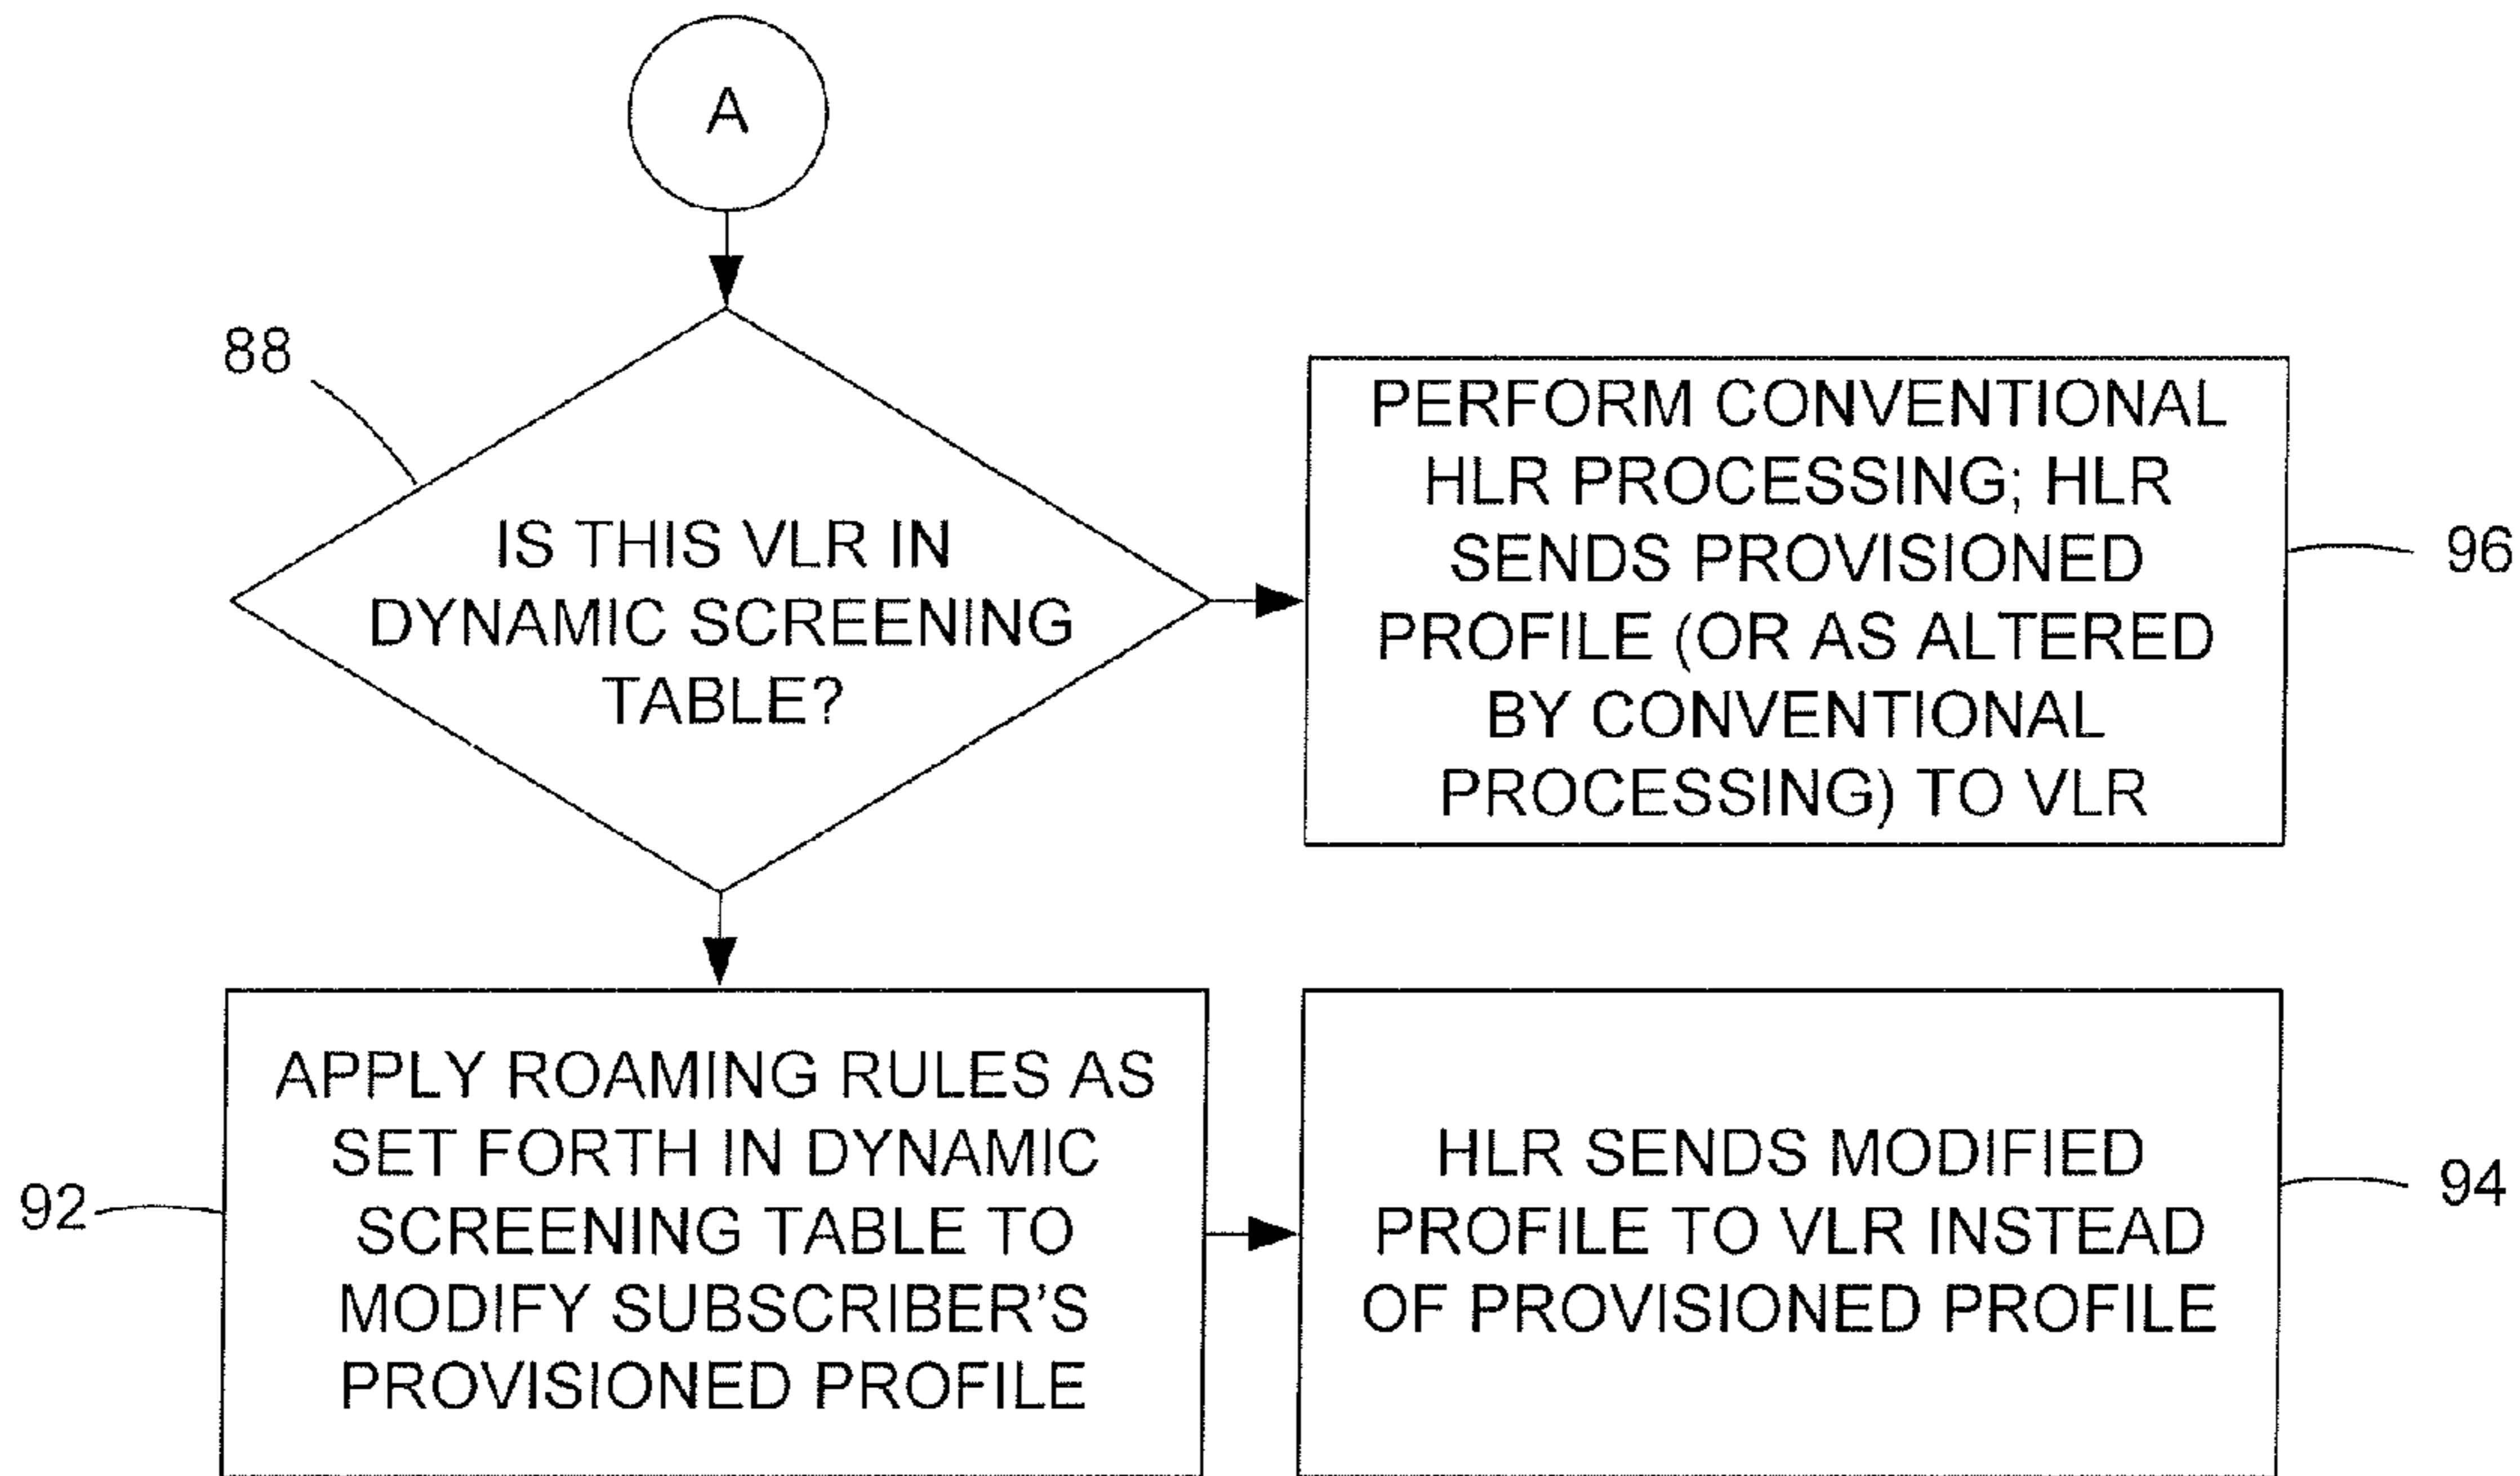 A
88
IS THIS VLR IN
DYNAMIC SCREENING
TABLE?
PERFORM CONVENTIONAL
HLR PROCESSING; HLR
SENDS PROVISIONED
PROFILE (OR AS ALTERED
BY CONVENTIONAL
PROCESSING) TO VLR
96
92
APPLY ROAMING RULES AS
SET FORTH IN DYNAMIC
SCREENING TABLE TO
MODIFY SUBSCRIBER'S
PROVISIONED PROFILE
HLR SENDS MODIFIED
PROFILE TO VLR INSTEAD
OF PROVISIONED PROFILE
94